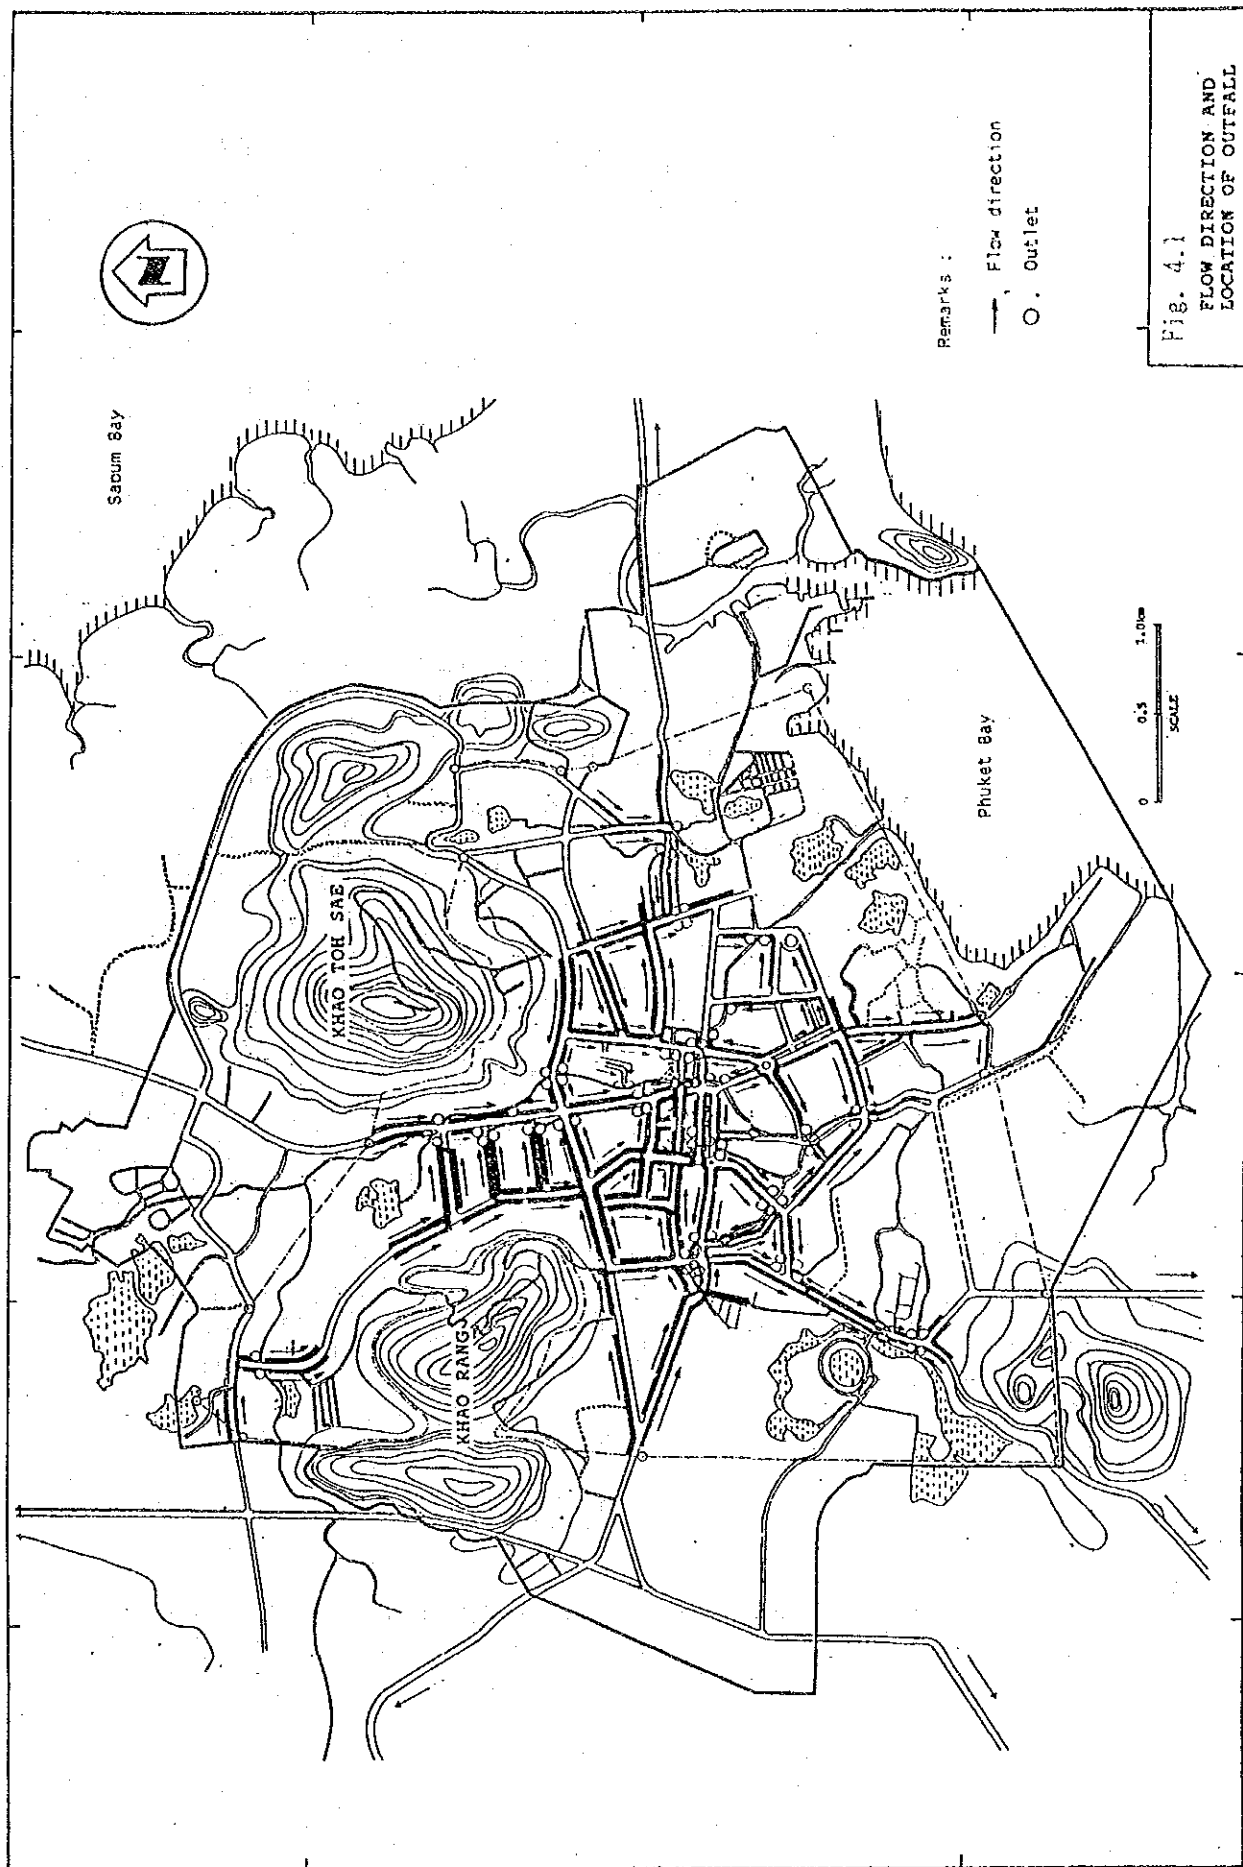 Sapum Bay
KHAO TOH SAE
KHAO RANG
Phuket Bay
Remarks :
, Flow direction
O. Outlet
0 0.5 1.0km
SCALE
Fig. 4.1
FLOW DIRECTION AND
LOCATION OF OUTFALL
N